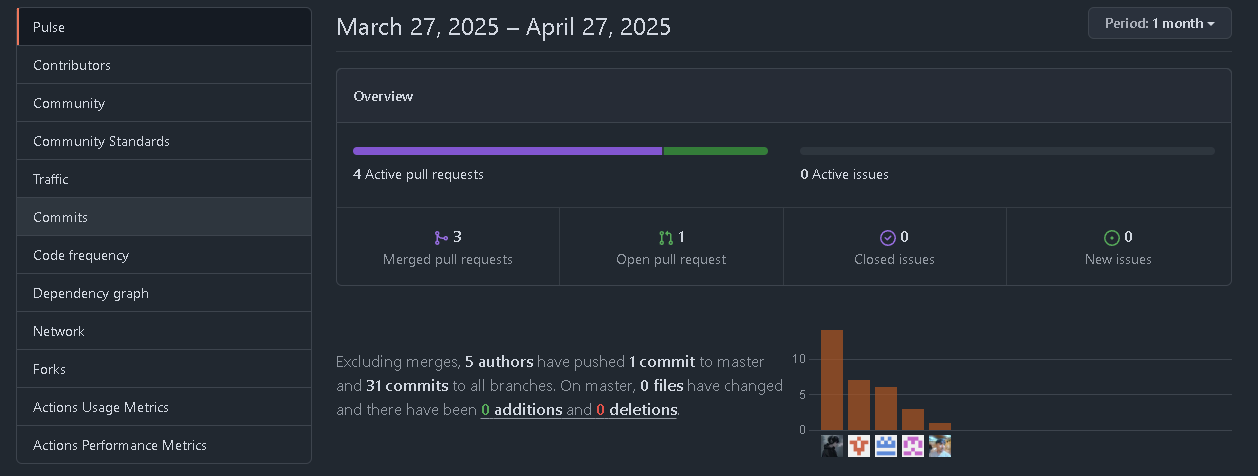 Pulse
Contributors
Community
Community Standards
Traffic
Commits
Code frequency
Dependency graph
Network
Forks
Actions Usage Metrics
Actions Performance Metrics
March 27, 2025 – April 27, 2025
Period: 1 month
Overview
4 Active pull requests
0 Active issues
3
Merged pull requests
1
Open pull request
0
Closed issues
0
New issues
Excluding merges, 5 authors have pushed 1 commit to master
and 31 commits to all branches. On master, 0 files have changed
and there have been 0 additions and 0 deletions.
10
5
0